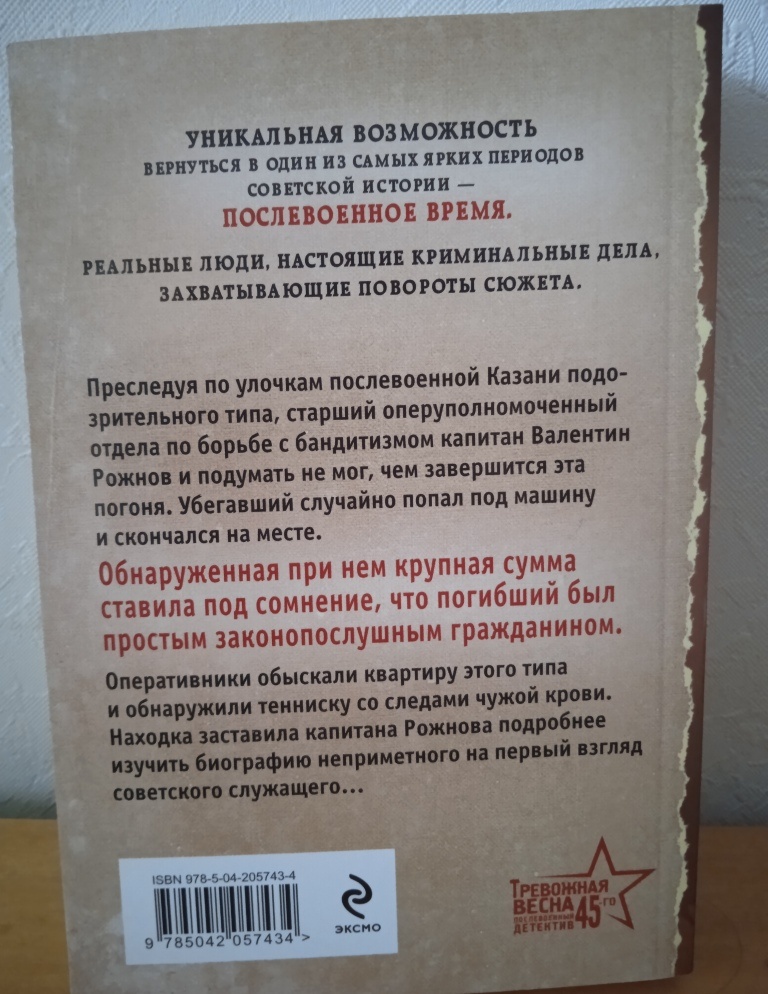 УНИКАЛЬНАЯ ВОЗМОЖНОСТЬ
ВЕРНУТЬСЯ В ОДИН ИЗ САМЫХ ЯРКИХ ПЕРИОДОВ
СОВЕТСКОЙ ИСТОРИИ —
ПОСЛЕВОЕННОЕ ВРЕМЯ.
РЕАЛЬНЫЕ ЛЮДИ, НАСТОЯЩИЕ КРИМИНАЛЬНЫЕ ДЕЛА,
ЗАХВАТЫВАЮЩИЕ ПОВОРОТЫ СЮЖЕТА.
Преследуя по улочкам послевоенной Казани подо-
зрительного типа, старший оперуполномоченный
отдела по борьбе с бандитизмом капитан Валентин
Рожнов и подумать не мог, чем завершится эта
погоня. Убегавший случайно попал под машину
и скончался на месте.
Обнаруженная при нем крупная сумма
ставила под сомнение, что погибший был
простым законопослушным гражданином.
Оперативники обыскали квартиру этого типа
и обнаружили тенниску со следами чужой крови.
Находка заставила капитана Рожнова подробнее
изучить биографию неприметного на первый взгляд
советского служащего...
ISBN 978-5-04-205743-4
9 785042 057434 >
ЭКСМО
ТРЕВОЖНАЯ
ВЕСНА 45-го
ПОСЛЕВОЕННЫЙ
ДЕТЕКТИВ